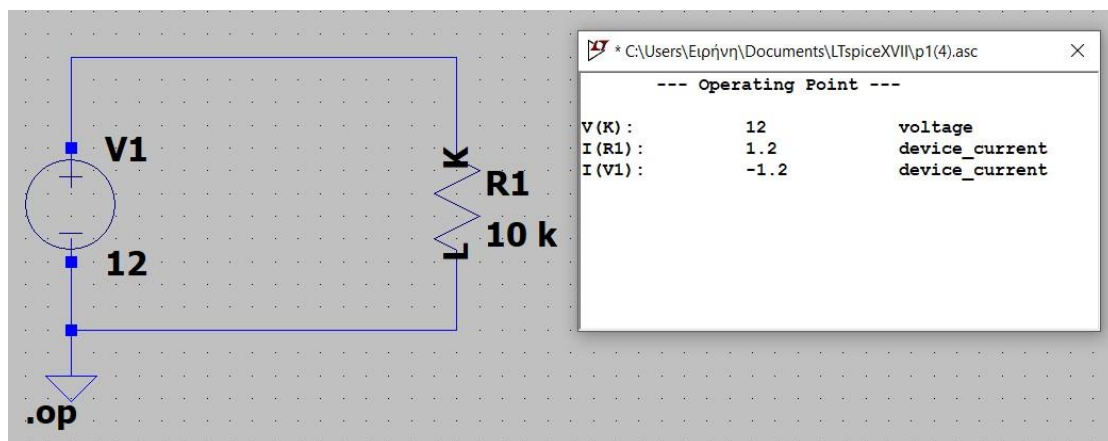 V1
12
K
R1
10 k
L
.op
* C:\Users\Ειρήνη\Documents\LTspiceXVII\p1(4).asc
--- Operating Point ---
V(K): 12 voltage
I(R1): 1.2 device_current
I(V1): -1.2 device_current